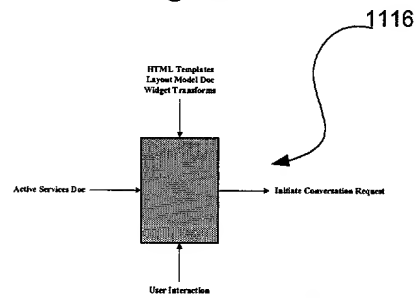 1116
HTML Templates
Layout Model Doc
Widget Transforms
Active Services Doc
Initiate Conversation Request
User Interaction